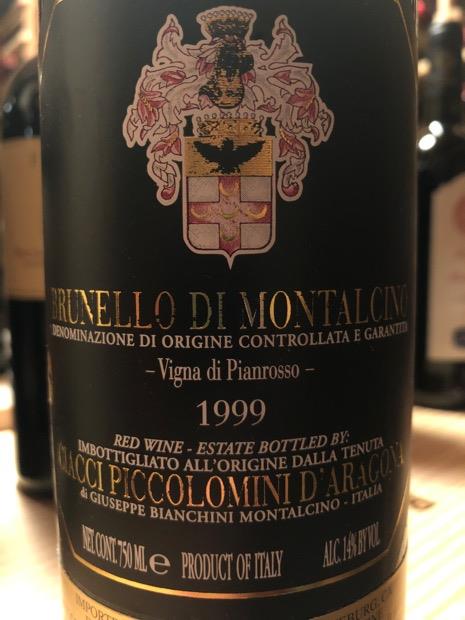 BRUNELLO DI MONTALCINO
DENOMINAZIONE DI ORIGINE CONTROLLATA E GARANTITA
– Vigna di Pianrosso –
1999
RED WINE - ESTATE BOTTLED BY:
IMBOTTIGLIATO ALL'ORIGINE DALLA TENUTA
CIACCI PICCOLOMINI D'ARAGONA
di GIUSEPPE BIANCHINI MONTALCINO - ITALIA
NET. CONT. 750 ML e PRODUCT OF ITALY ALC. 14% BY VOL.